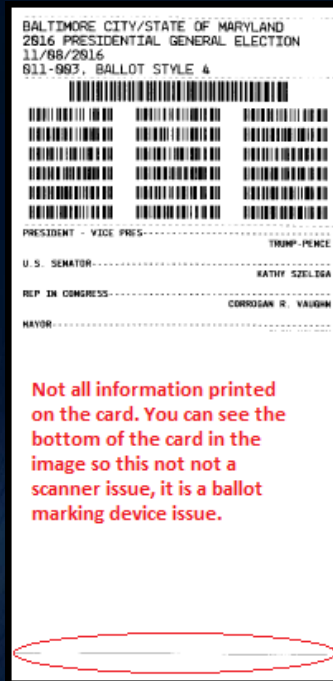 BALTIMORE CITY/STATE OF MARYLAND
2016 PRESIDENTIAL GENERAL ELECTION
11/08/2016
011-003, BALLOT STYLE 4
PRESIDENT - VICE PRES
TRUMP-PENCE
U.S. SENATOR
KATHY SZELIGA
REP IN CONGRESS
CORROGAN R. VAUGHN
MAYOR
Not all information printed
on the card. You can see the
bottom of the card in the
image so this not not a
scanner issue, it is a ballot
marking device issue.